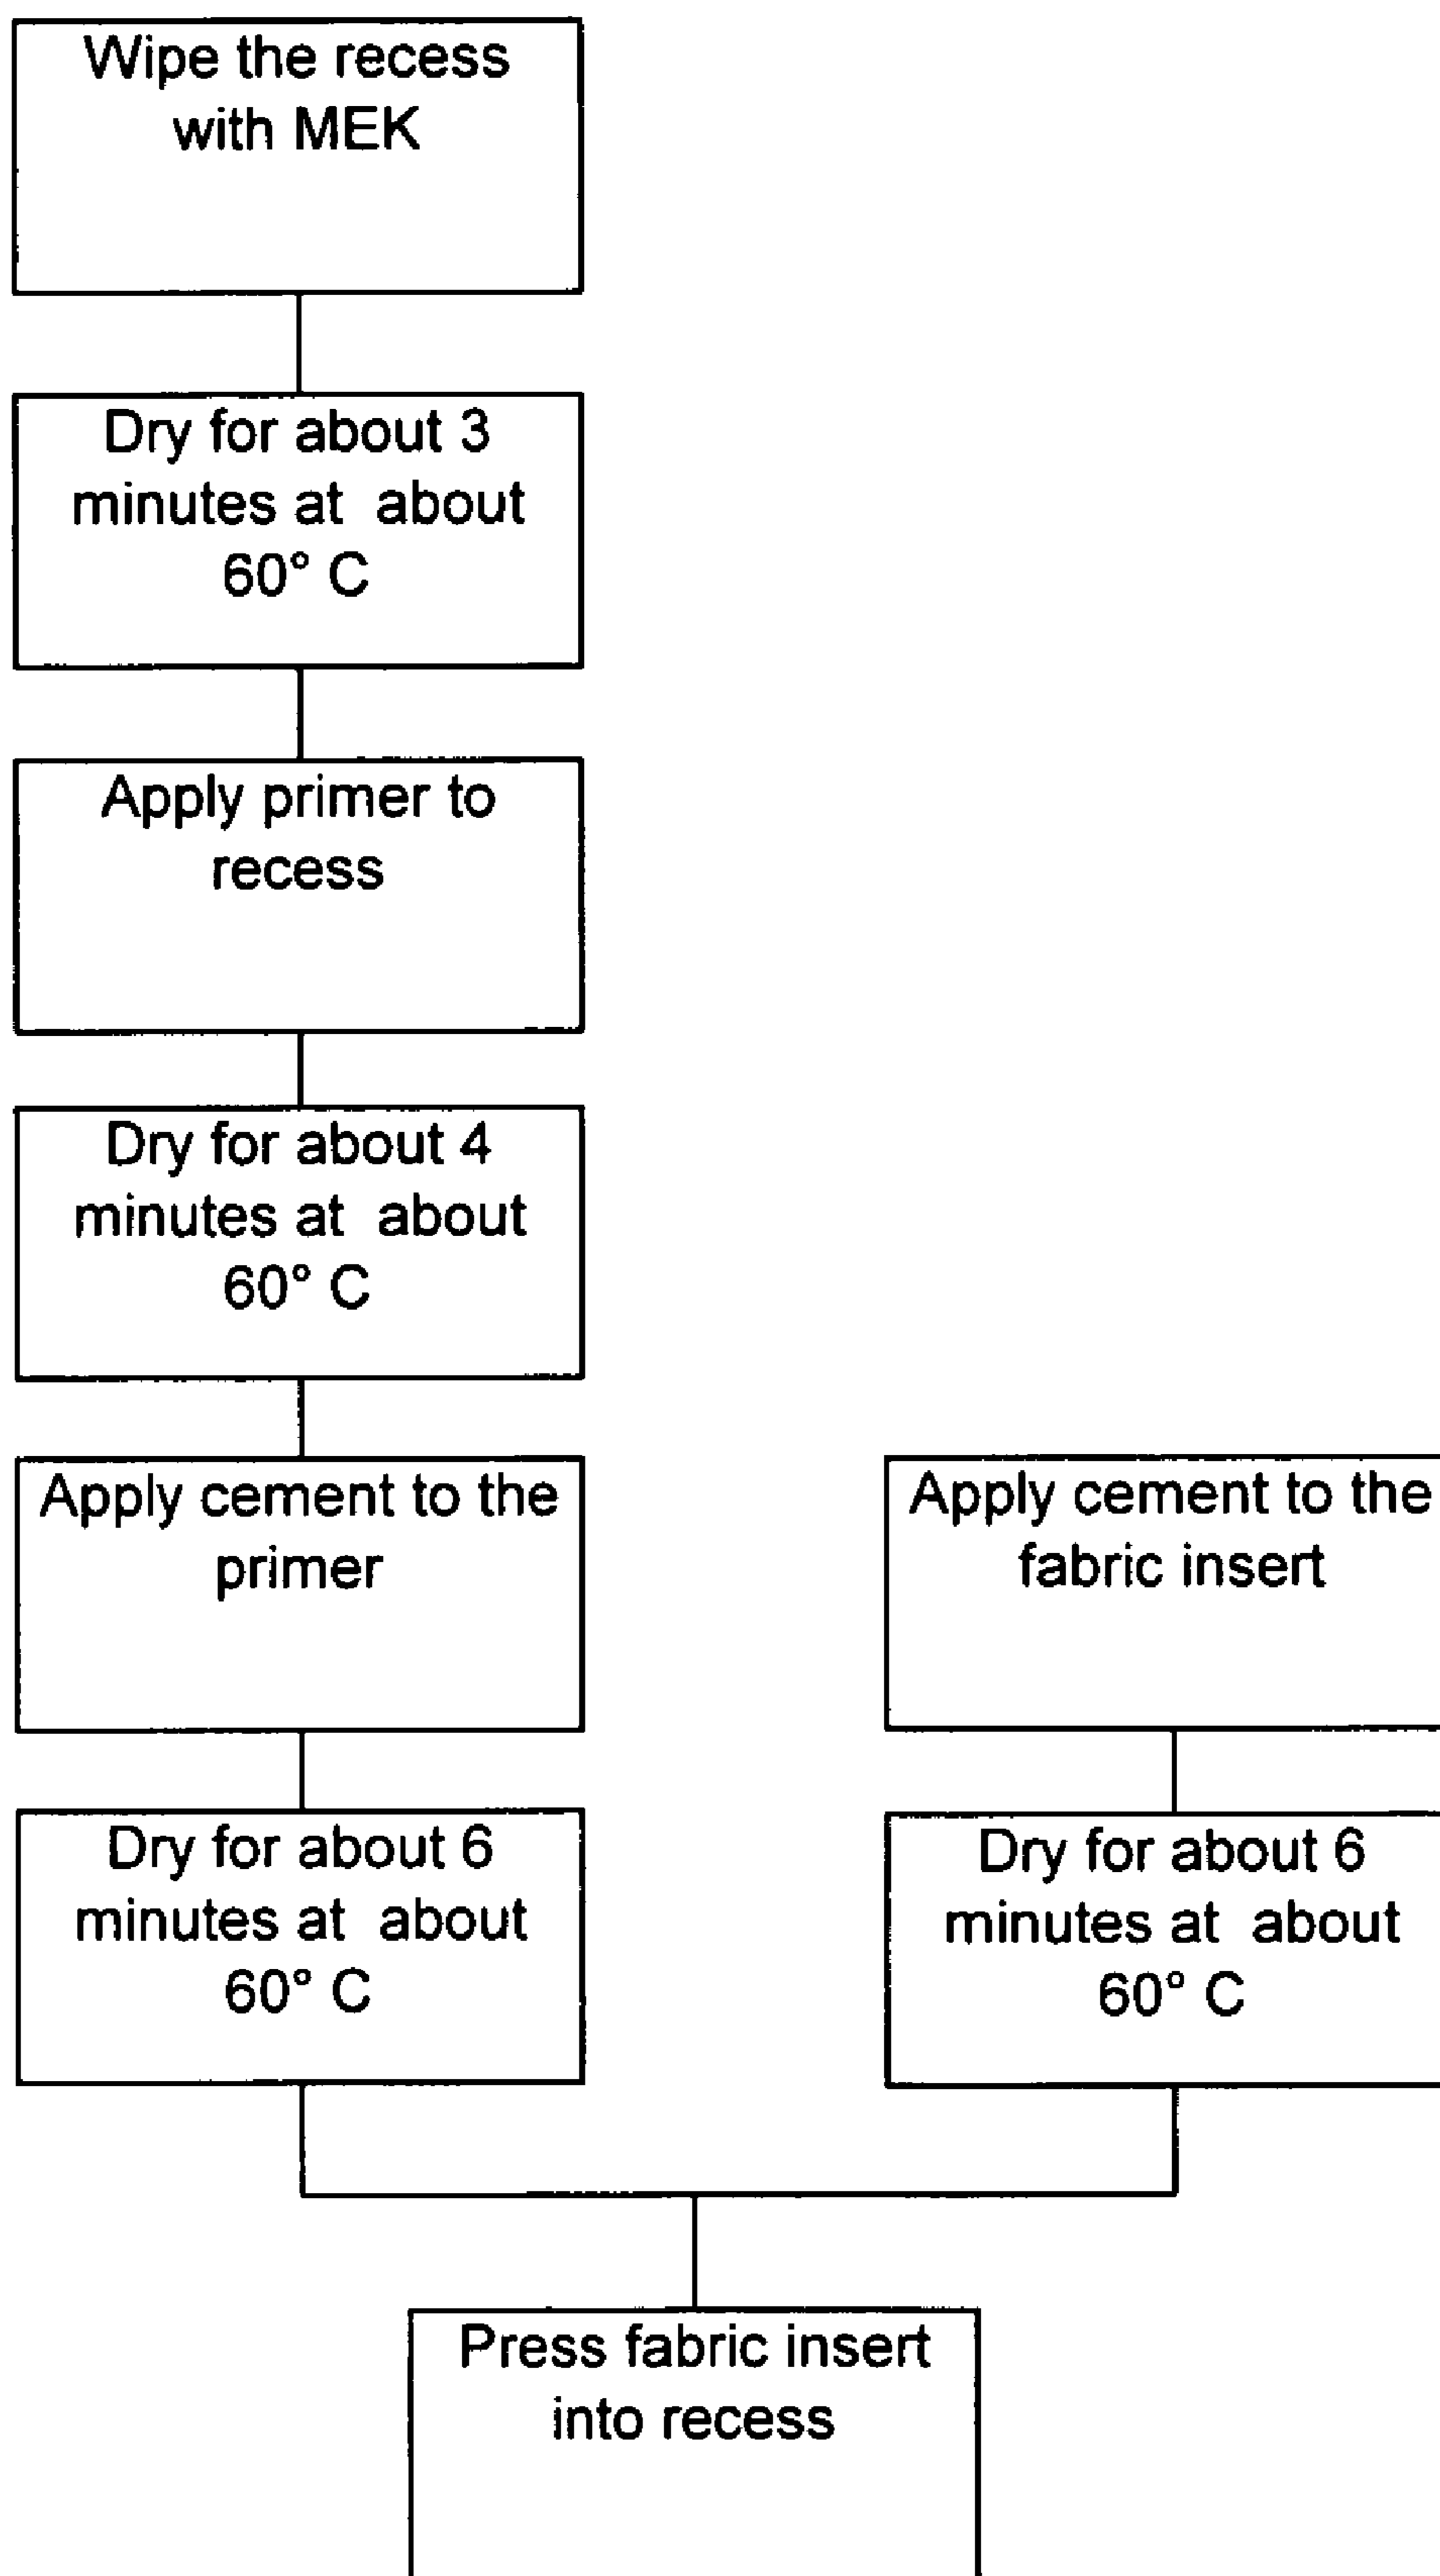 Wipe the recess
with MEK
Dry for about 3
minutes at  about
60° C
Apply primer to
recess
Dry for about 4
minutes at  about
60° C
Apply cement to the
primer
Apply cement to the
fabric insert
Dry for about 6
minutes at  about
60° C
Dry for about 6
minutes at  about
60° C
Press fabric insert
into recess